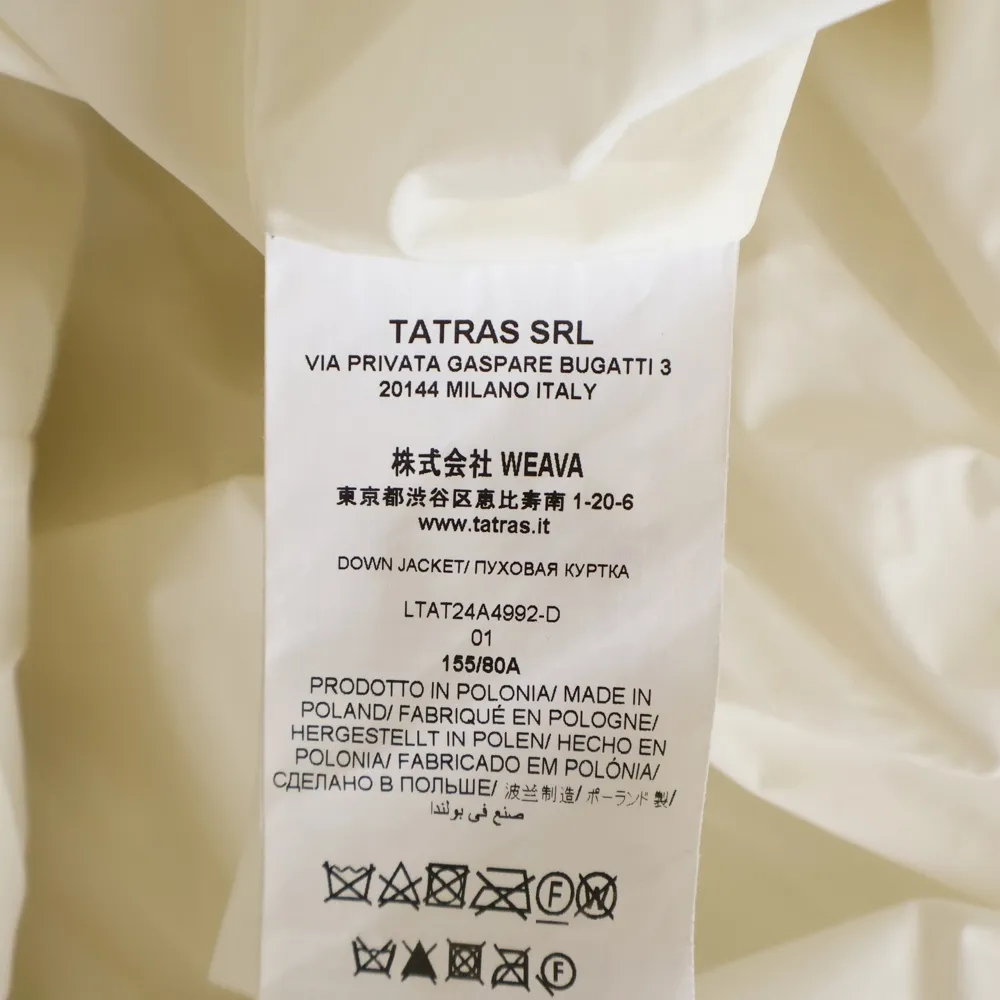 TATRAS SRL
VIA PRIVATA GASPARE BUGATTI 3
20144 MILANO ITALY
株式会社 WEAVA
東京都渋谷区恵比寿南 1-20-6
www.tatras.it
DOWN JACKET/ ПУХОВАЯ КУРТКА
LTAT24A4992-D
01
155/80A
PRODOTTO IN POLONIA/ MADE IN
POLAND/ FABRIQUÉ EN POLOGNE/
HERGESTELLT IN POLEN/ HECHO EN
POLONIA/ FABRICADO EM POLÓNIA/
СДЕЛАНО В ПОЛЬШЕ/ 波兰制造/ ポーランド製/
صنع في بولندا
F W
F